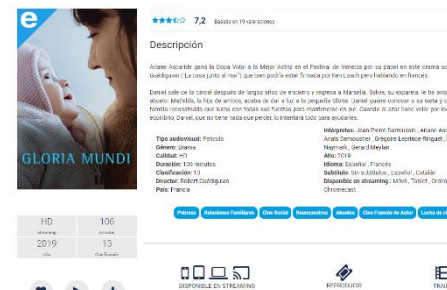 e
7,2 Basado en 19 valoraciones
Descripción
Ariane Ascaride ganó la Copa Volpi a la Mejor Actriz en el Festival de Venecia por su papel en este drama
Guédiguian ("La casa junto al mar") que bien podría estar firmada por Ken Loach pero hablando en francés.
Daniel sale de la cárcel después de largos años de encierro y regresa a Marsella. Sylvie, su exmujer, le ha
abuelo: Mathilda, la hija de ambos, acaba de dar a luz a la pequeña Gloria. Daniel quiere conocer a su nieta y
familia reconstituida que lucha con todas sus fuerzas para mantenerse en pie. Cuando el azar hace volar por
equilibrio, Daniel, que no tiene nada que perder, lo intentará todo para ayudarles.
GLORIA MUNDI
Tipo audiovisual: Película
Género: Drama
Calidad: HD
Duración: 106 minutos
Clasificación: 13
Director: Robert Guédiguian
País: Francia
Intérpretes: Jean-Pierre Darroussin, Ariane
Anaïs Demoustier, Grégoire Leprince-Ringuet,
Naymark, Gérard Meylan
Año: 2019
Idioma: Español, Francés
Subtítulo: Sin subtítulos, Español, Catalán
Disponible en streaming: Móvil, Tablet,
Chromecast
Pobreza Relaciones Familiares Cine Social Reencuentros Abuelos Cine Francés de Autor Lucha de
HD 106
streaming minutos
2019 13
Año Clasificación
DISPONIBLE EN STREAMING REPRODUCIR